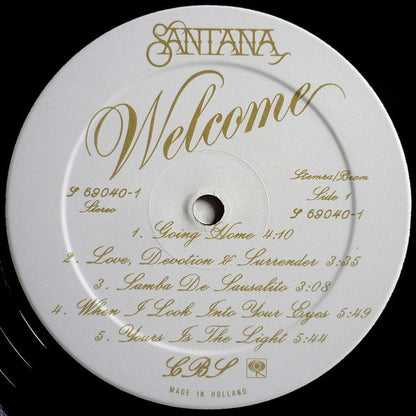 SANTANA
Welcome
S 69040-1
Stereo
Stemra/Biem
Side 1
S 69040-1
1. Going Home 4:10
2. Love, Devotion & Surrender 3:35
3. Samba De Sausalito 3:08
4. When I Look Into Your Eyes 5:49
5. Yours Is The Light 5:44
CBS
MADE IN HOLLAND